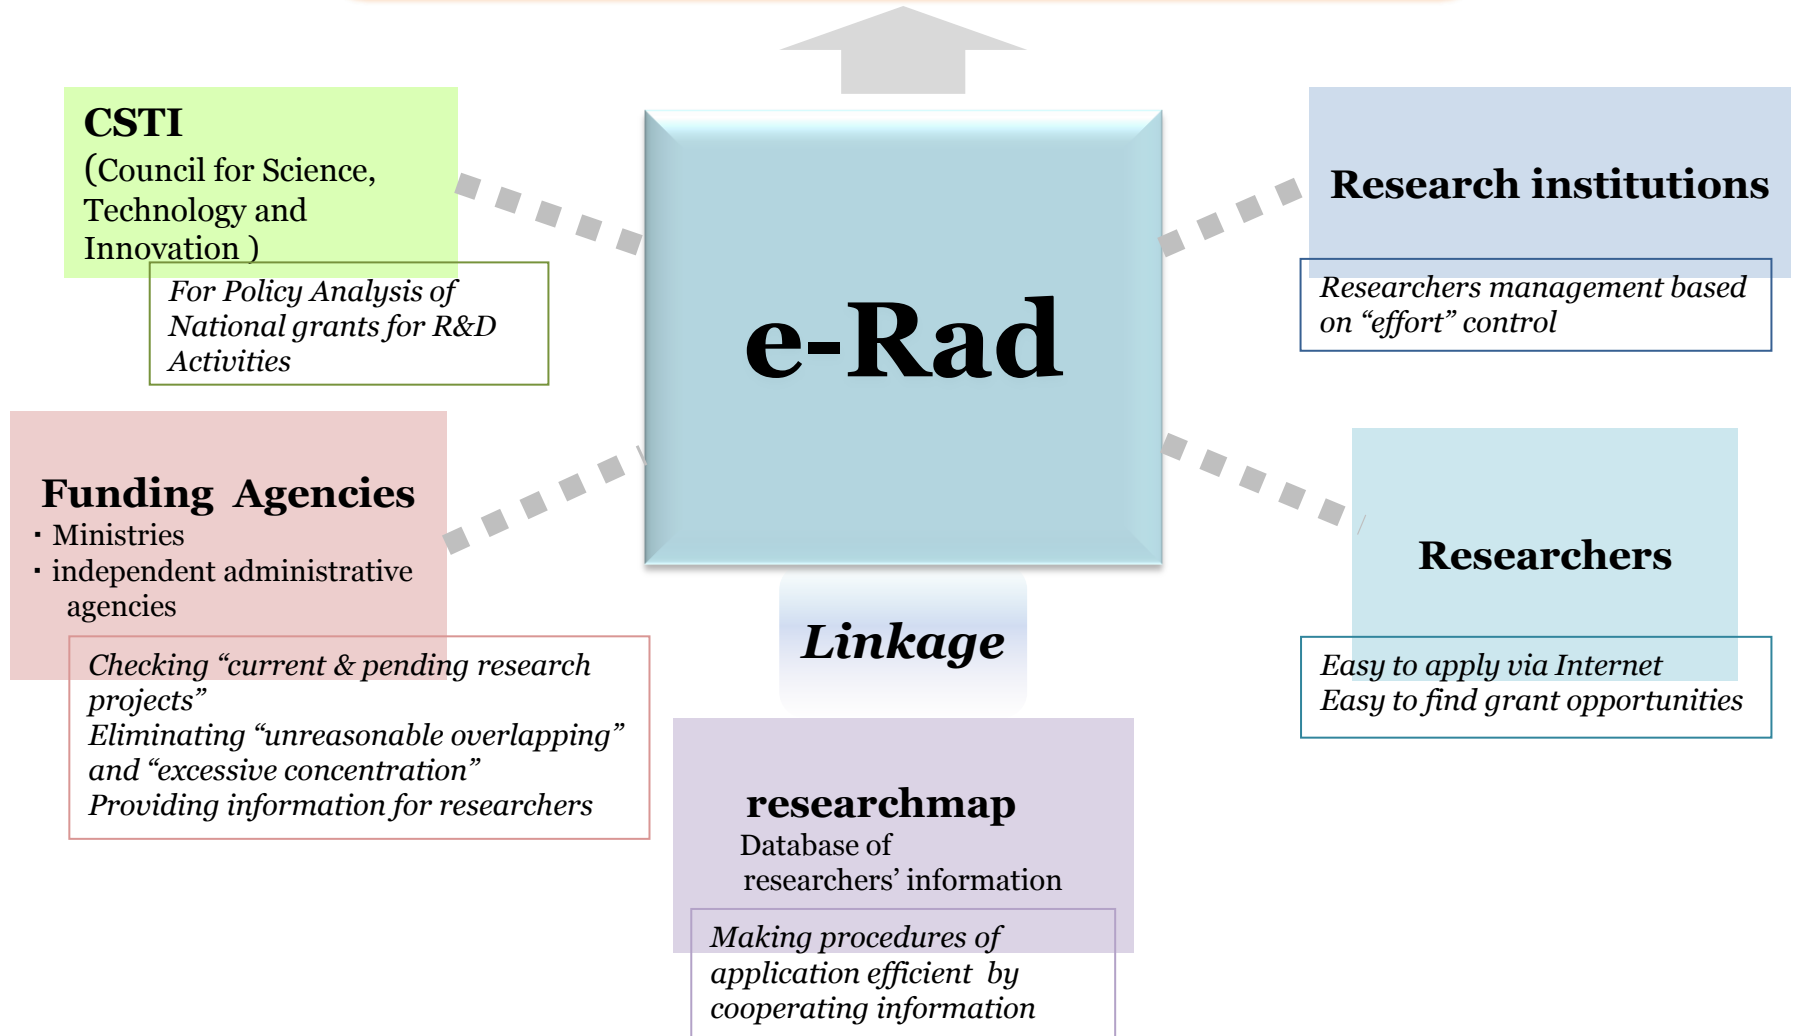 CSTI
(Council for Science,
Technology and
Innovation )
For Policy Analysis of
National grants for R&D
Activities
Funding Agencies
・Ministries
・independent administrative
agencies
Checking “current & pending research
projects”
Eliminating “unreasonable overlapping”
and “excessive concentration”
Providing information for researchers
e-Rad
Linkage
researchmap
Database of
researchers’ information
Making procedures of
application efficient by
cooperating information
Research institutions
Researchers management based
on “effort” control
Researchers
Easy to apply via Internet
Easy to find grant opportunities